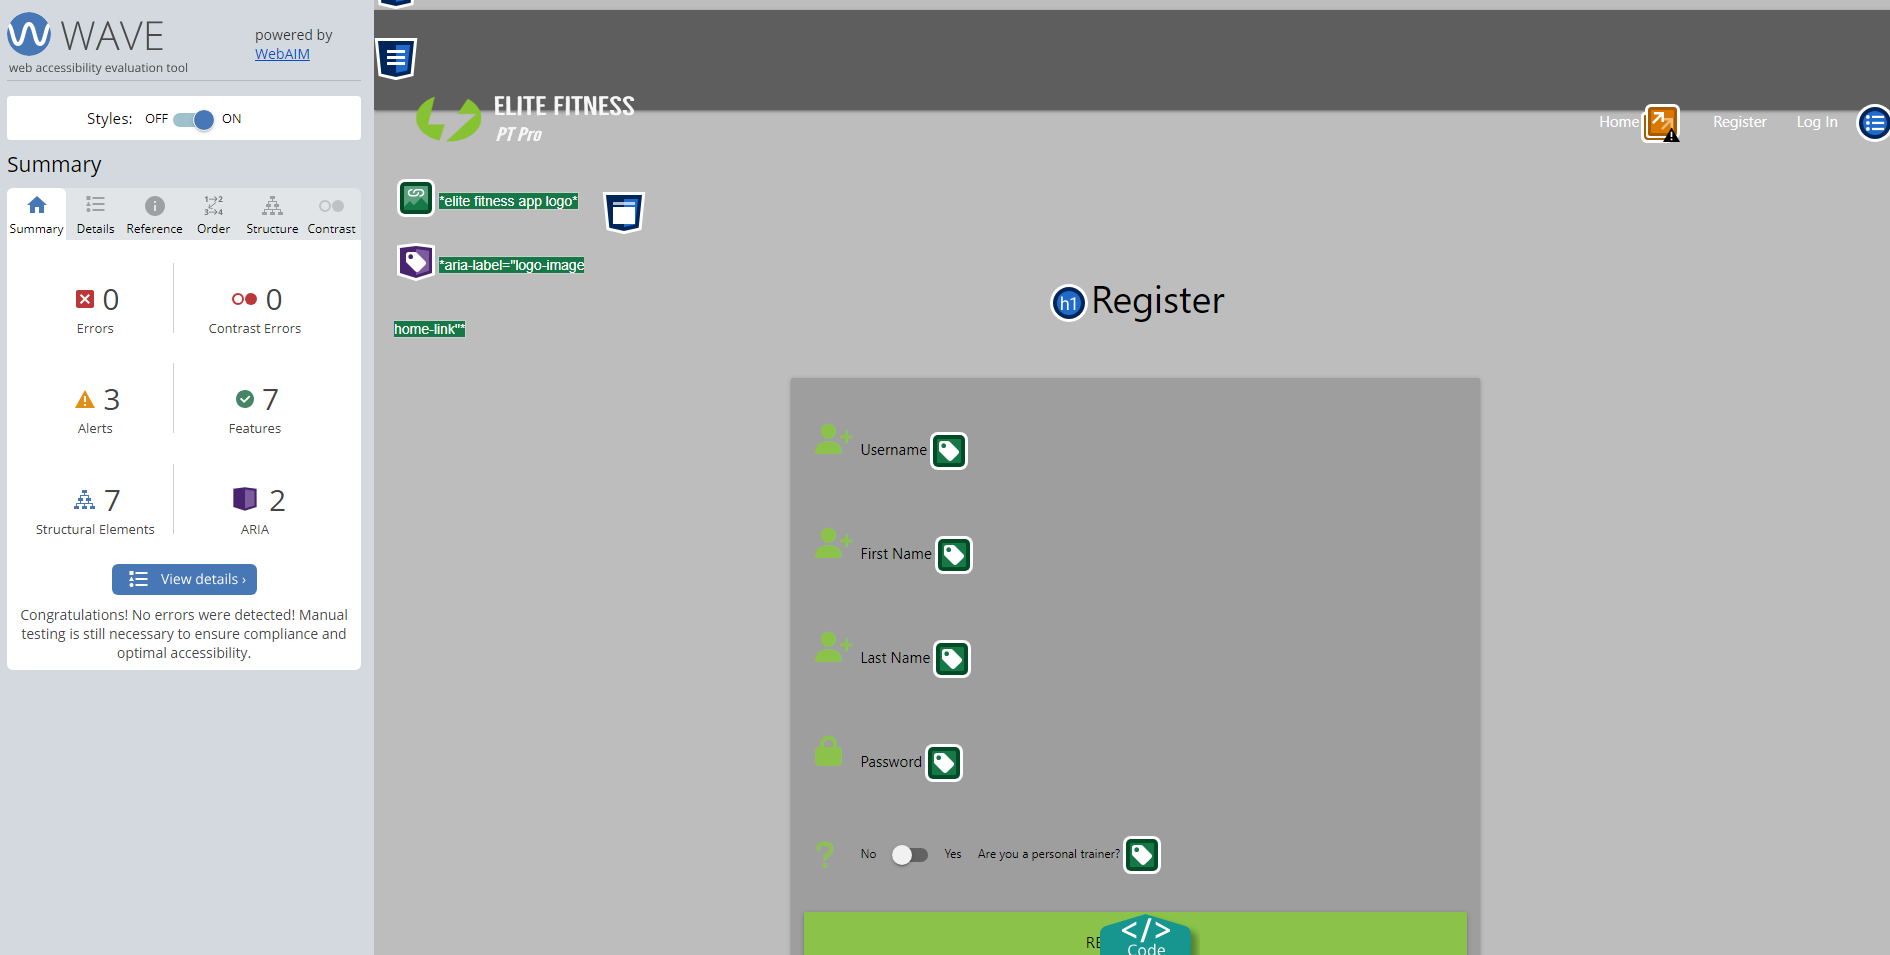 WAVE
powered by
WebAIM
web accessibility evaluation tool
Styles: OFF ON
Summary
Summary Details Reference Order Structure Contrast
0
Errors
0
Contrast Errors
3
Alerts
7
Features
7
Structural Elements
2
ARIA
View details ›
Congratulations! No errors were detected! Manual
testing is still necessary to ensure compliance and
optimal accessibility.
ELITE FITNESS
PT Pro
Home Register Log In
*elite fitness app logo*
*aria-label="logo-image
home-link"*
h1 Register
Username
First Name
Last Name
Password
No Yes Are you a personal trainer?
</>
Code